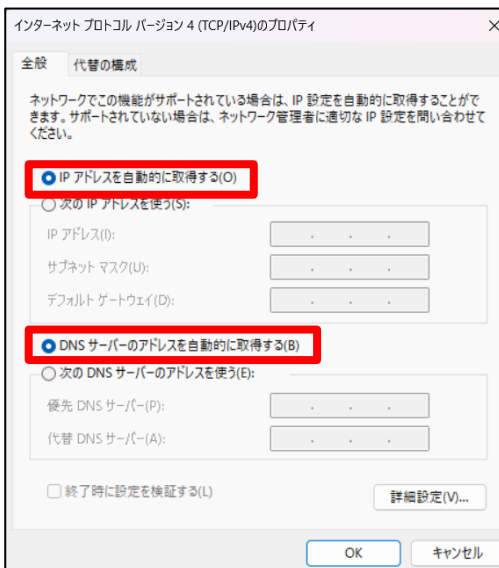 インターネット プロトコル バージョン 4 (TCP/IPv4)のプロパティ
全般
代替の構成
ネットワークでこの機能がサポートされている場合は、IP 設定を自動的に取得することがで
きます。サポートされていない場合は、ネットワーク管理者に適切な IP 設定を問い合わせて
ください。
IP アドレスを自動的に取得する(O)
次の IP アドレスを使う(S):
IP アドレス(I):
サブネット マスク(U):
デフォルト ゲートウェイ(D):
DNS サーバーのアドレスを自動的に取得する(B)
次の DNS サーバーのアドレスを使う(E):
優先 DNS サーバー(P):
代替 DNS サーバー(A):
終了時に設定を検証する(L)
詳細設定(V)...
OK
キャンセル